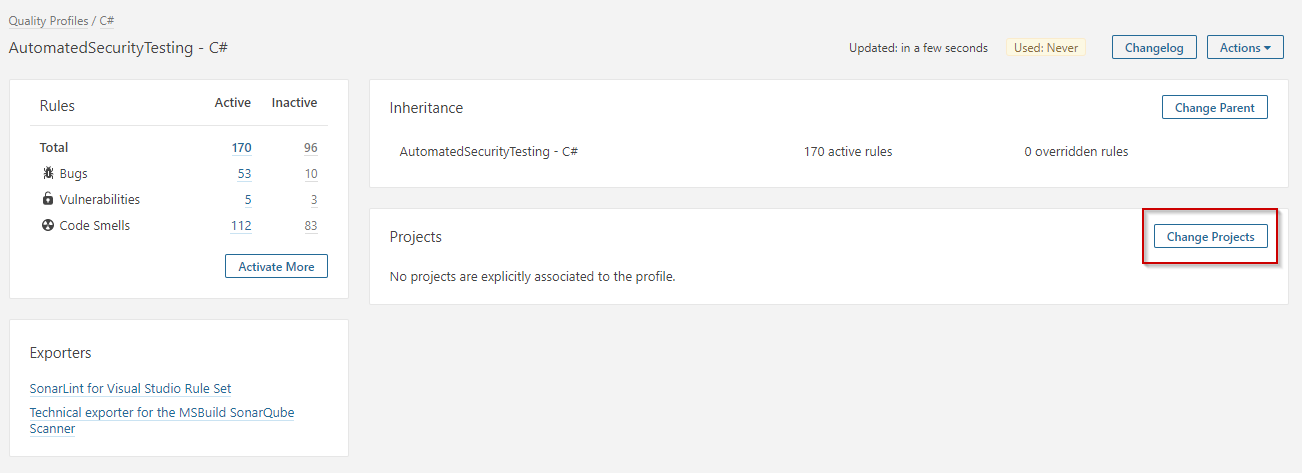 Quality Profiles / C#
AutomatedSecurityTesting - C#
Updated: in a few seconds Used: Never Changelog Actions
Rules Active Inactive
Total 170 96
Bugs 53 10
Vulnerabilities 5 3
Code Smells 112 83
Activate More
Exporters
SonarLint for Visual Studio Rule Set
Technical exporter for the MSBuild SonarQube
Scanner
Inheritance Change Parent
AutomatedSecurityTesting - C# 170 active rules 0 overridden rules
Projects Change Projects
No projects are explicitly associated to the profile.